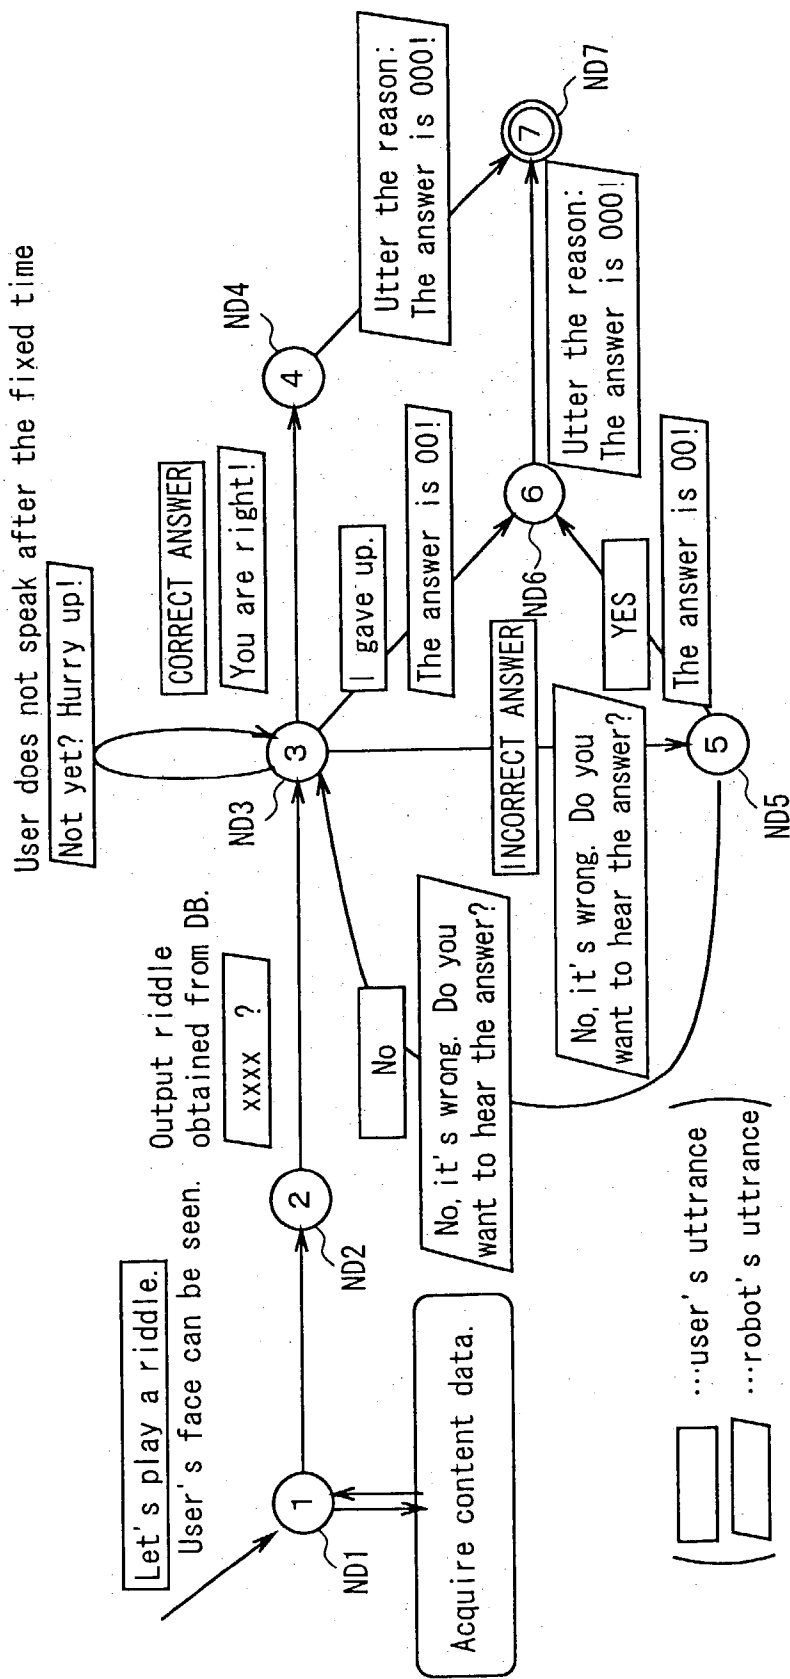 User does not speak after the fixed time
Not yet? Hurry up!
Let's play a riddle.
User's face can be seen.
Output riddle
obtained from DB.
xxxx ?
CORRECT ANSWER
You are right!
ND4
1
ND1
2
ND2
3
ND3
4
Utter the reason:
The answer is 000!
I gave up.
The answer is 00!
7
ND7
No
No, it's wrong. Do you
want to hear the answer?
INCORRECT ANSWER
No, it's wrong. Do you
want to hear the answer?
6
ND6
Utter the reason:
The answer is 000!
YES
The answer is 00!
5
ND5
Acquire content data.
...user's uttrance
...robot's uttrance